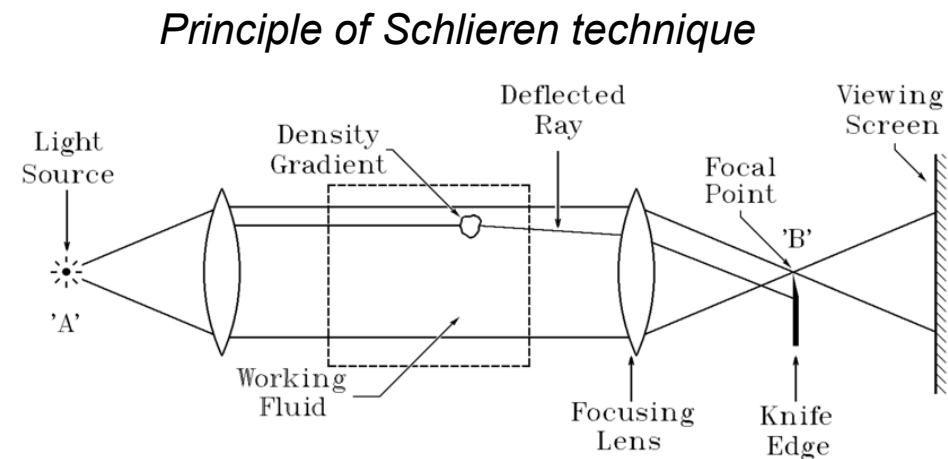 Principle of Schlieren technique
Light
Source
'A'
Density
Gradient
Deflected
Ray
Viewing
Screen
Focal
Point
'B'
Working
Fluid
Focusing
Lens
Knife
Edge